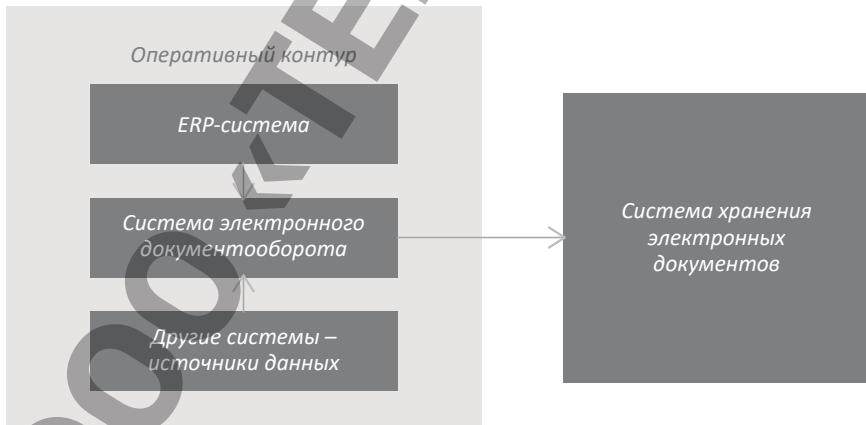 Оперативный контур
ERP-система
Система электронного
документооборота
Другие системы –
источники данных
Система хранения
электронных
документов